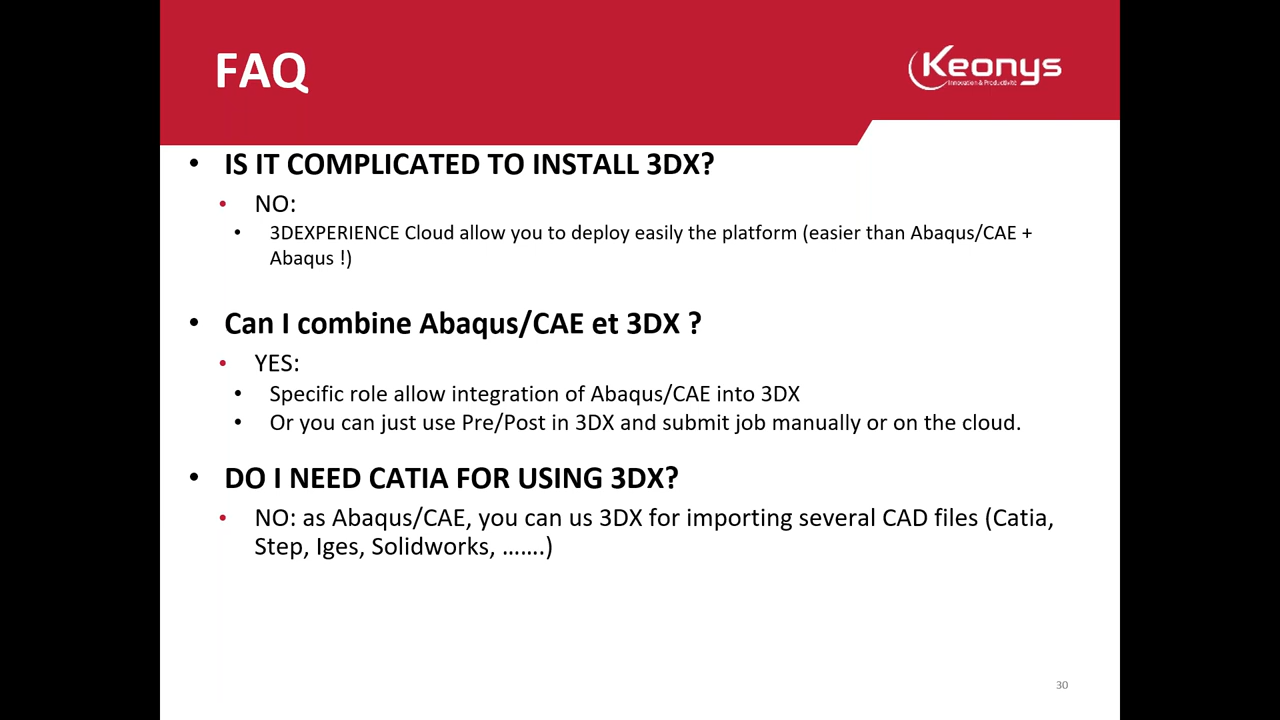 FAQ
Keonys
Innovation & Productivité
• IS IT COMPLICATED TO INSTALL 3DX?
• NO:
• 3DEXPERIENCE Cloud allow you to deploy easily the platform (easier than Abaqus/CAE +
Abaqus !)
• Can I combine Abaqus/CAE et 3DX ?
• YES:
• Specific role allow integration of Abaqus/CAE into 3DX
• Or you can just use Pre/Post in 3DX and submit job manually or on the cloud.
• DO I NEED CATIA FOR USING 3DX?
• NO: as Abaqus/CAE, you can us 3DX for importing several CAD files (Catia,
Step, Iges, Solidworks, …….)
30